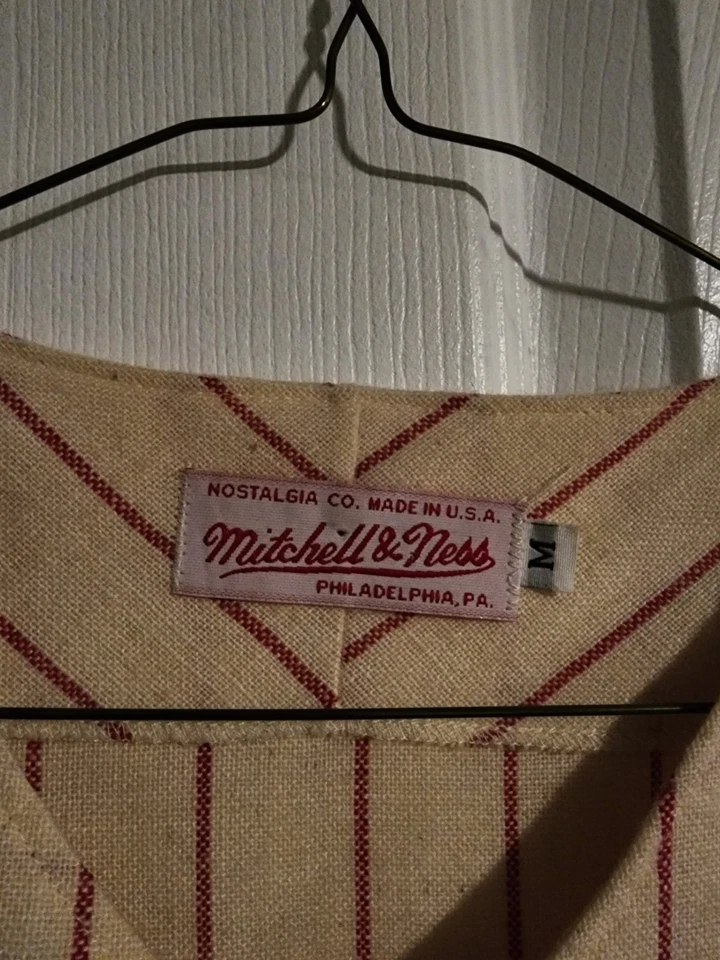 NOSTALGIA CO. MADE IN U.S.A.
Mitchell & Ness
PHILADELPHIA, PA.
M